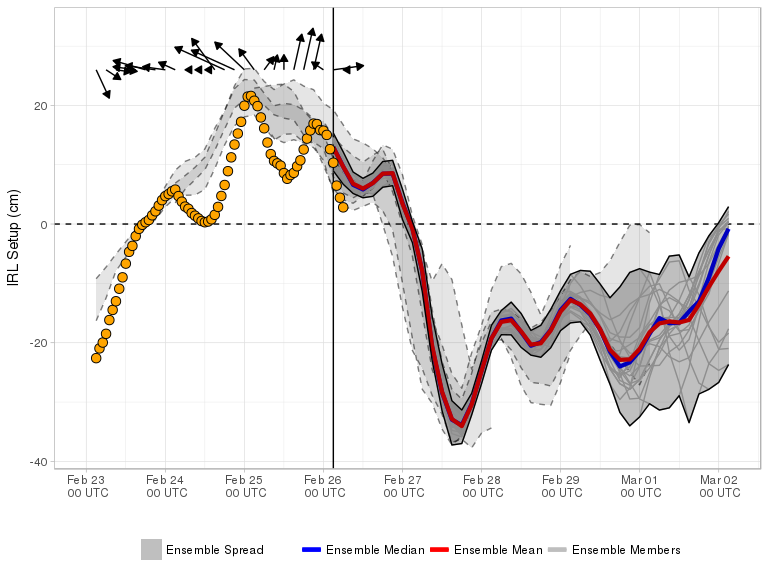 IRL Setup (cm)
20
0
-20
-40
Feb 23
00 UTC
Feb 24
00 UTC
Feb 25
00 UTC
Feb 26
00 UTC
Feb 27
00 UTC
Feb 28
00 UTC
Feb 29
00 UTC
Mar 01
00 UTC
Mar 02
00 UTC
Ensemble Spread
Ensemble Median
Ensemble Mean
Ensemble Members